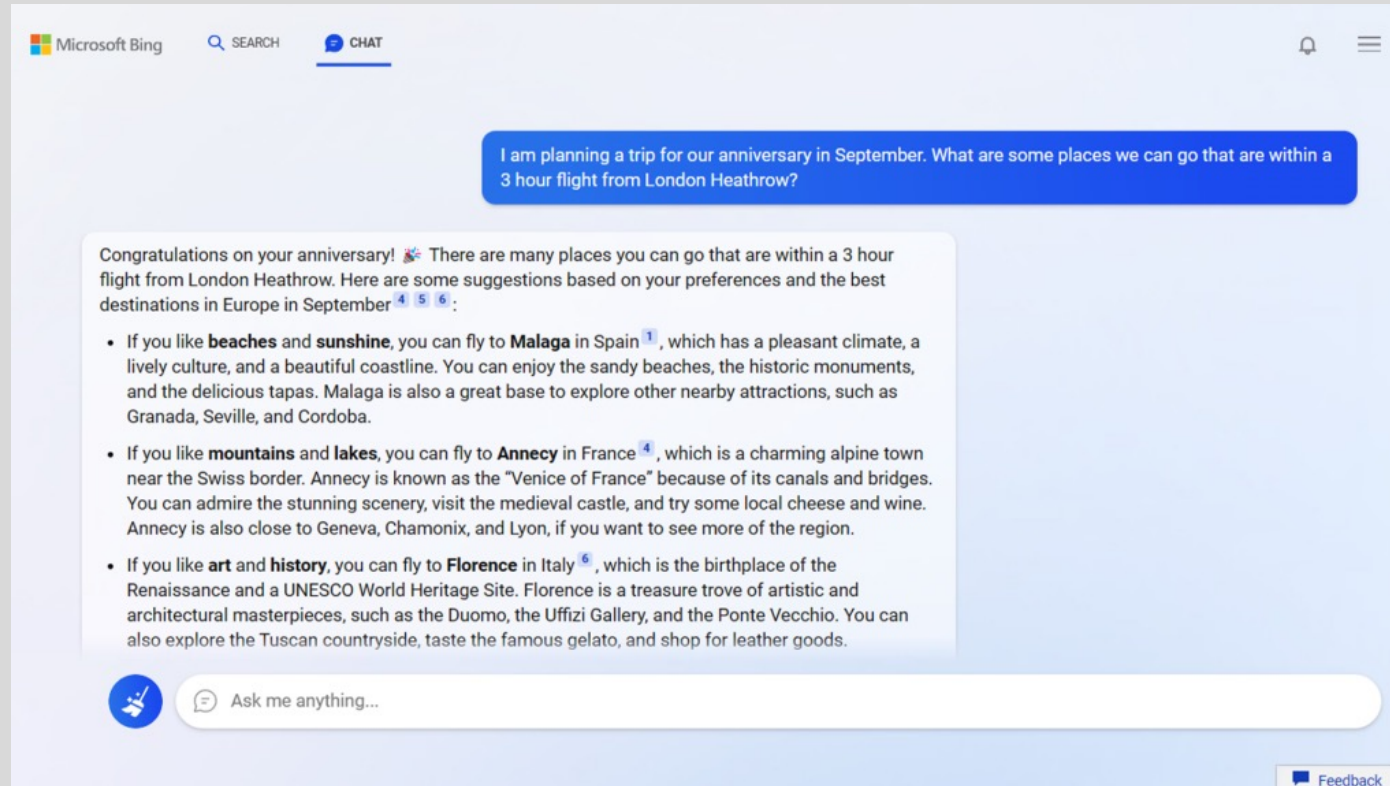 Microsoft Bing
SEARCH
CHAT
I am planning a trip for our anniversary in September. What are some places we can go that are within a
3 hour flight from London Heathrow?
Congratulations on your anniversary! 🎉 There are many places you can go that are within a 3 hour
flight from London Heathrow. Here are some suggestions based on your preferences and the best
destinations in Europe in September 4 5 6 :
• If you like beaches and sunshine, you can fly to Malaga in Spain 1 , which has a pleasant climate, a
lively culture, and a beautiful coastline. You can enjoy the sandy beaches, the historic monuments,
and the delicious tapas. Malaga is also a great base to explore other nearby attractions, such as
Granada, Seville, and Cordoba.
• If you like mountains and lakes, you can fly to Annecy in France 4 , which is a charming alpine town
near the Swiss border. Annecy is known as the “Venice of France” because of its canals and bridges.
You can admire the stunning scenery, visit the medieval castle, and try some local cheese and wine.
Annecy is also close to Geneva, Chamonix, and Lyon, if you want to see more of the region.
• If you like art and history, you can fly to Florence in Italy 6 , which is the birthplace of the
Renaissance and a UNESCO World Heritage Site. Florence is a treasure trove of artistic and
architectural masterpieces, such as the Duomo, the Uffizi Gallery, and the Ponte Vecchio. You can
also explore the Tuscan countryside, taste the famous gelato, and shop for leather goods.
Ask me anything...
Feedback